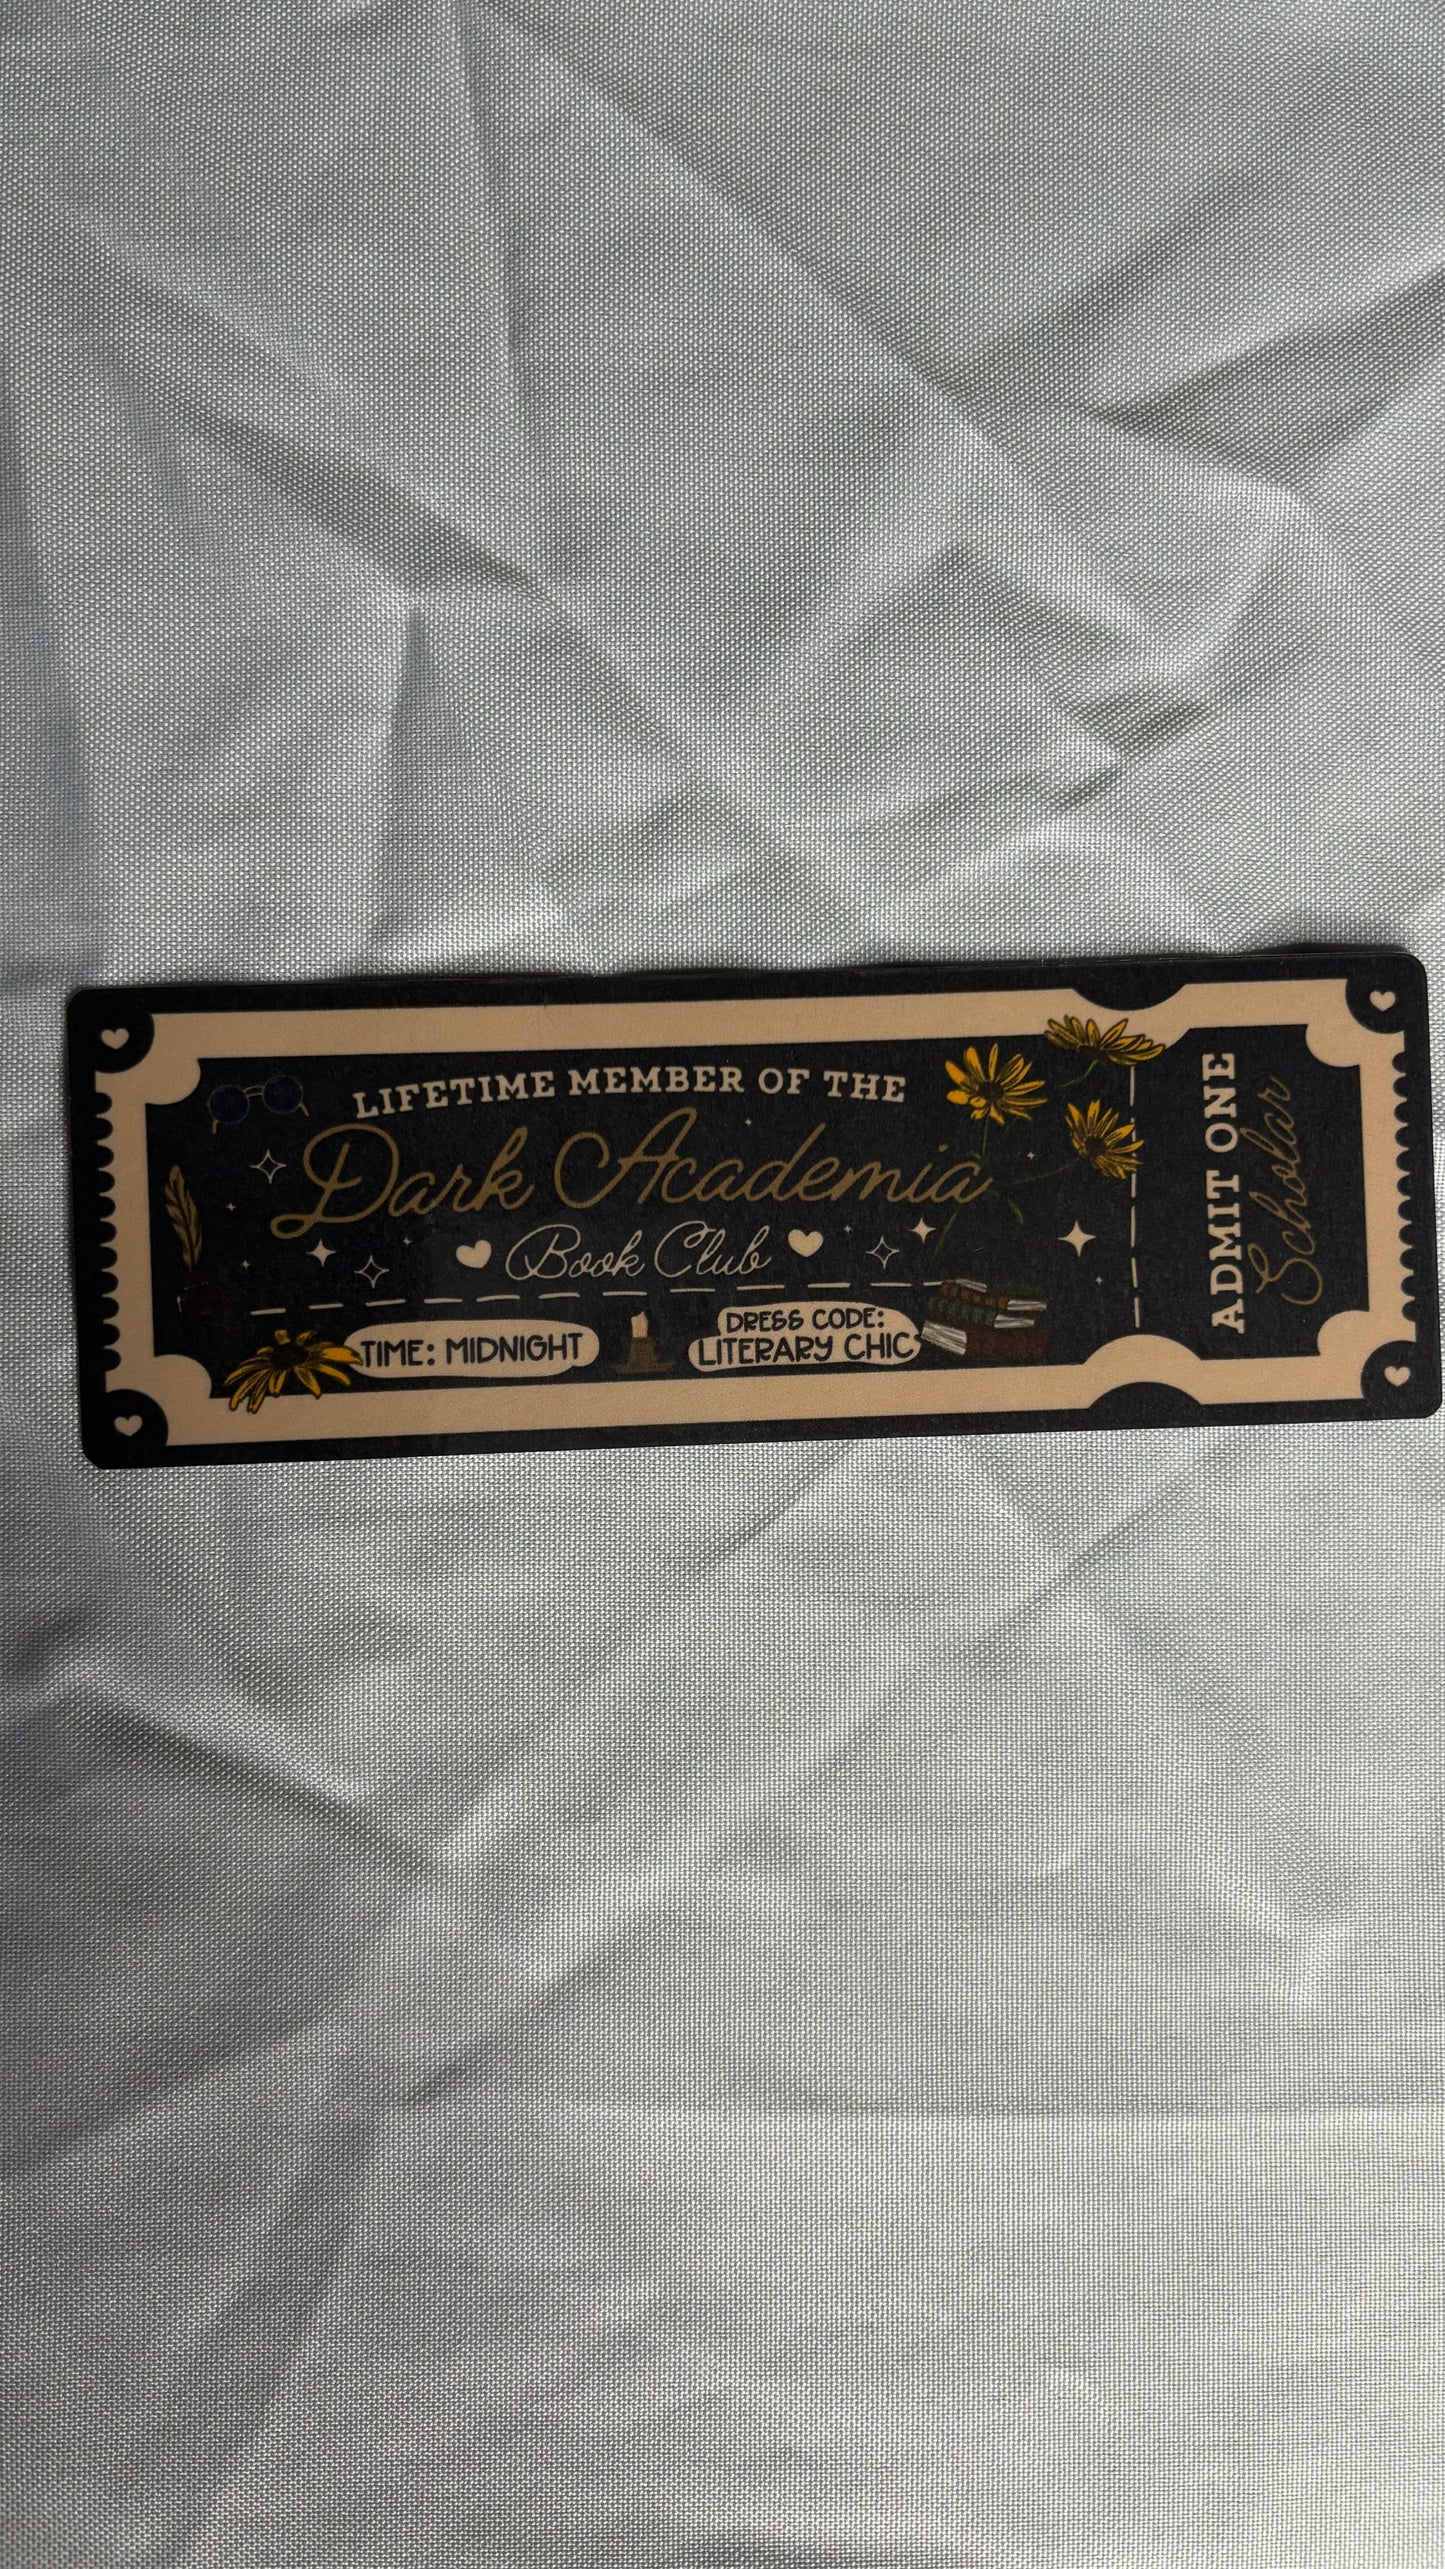 LIFETIME MEMBER OF THE
Dark Academia
Book Club
TIME: MIDNIGHT
DRESS CODE:
LITERARY CHIC
ADMIT ONE
Scholar